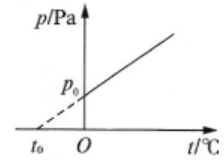 p/Pa
p₀
t₀ O t/℃